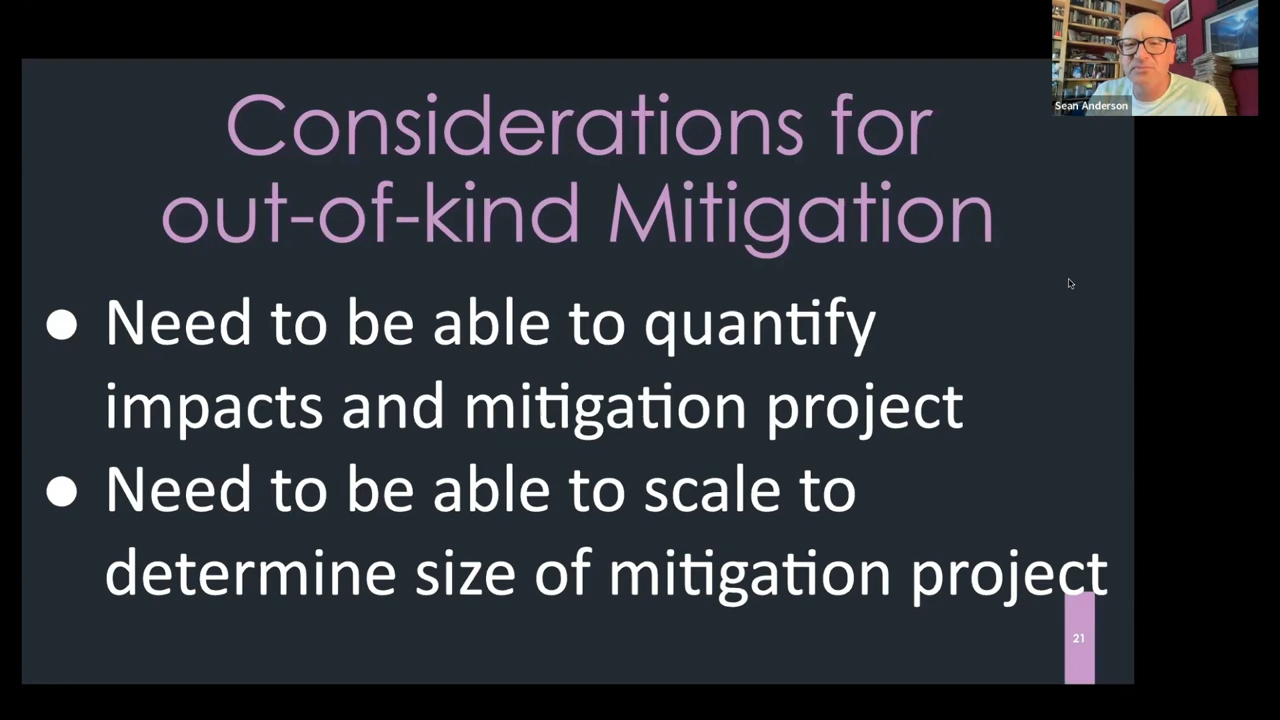 Sean Anderson
Considerations for
out-of-kind Mitigation
● Need to be able to quantify
impacts and mitigation project
● Need to be able to scale to
determine size of mitigation project
21